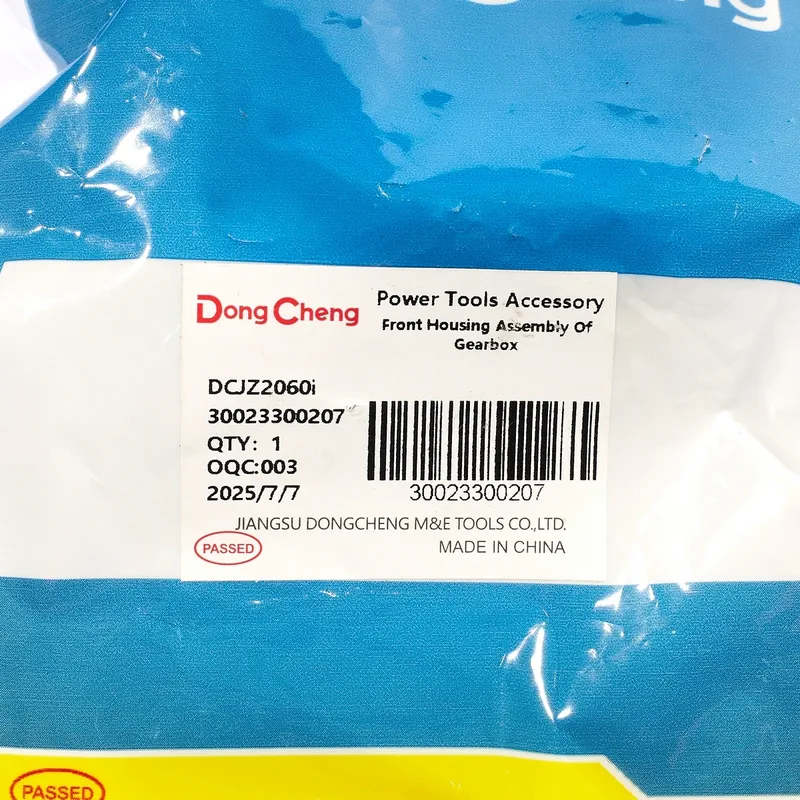 Dong Cheng
Power Tools Accessory
Front Housing Assembly Of
Gearbox
DCJZ2060i
30023300207
QTY: 1
OQC:003
2025/7/7
30023300207
JIANGSU DONGCHENG M&E TOOLS CO.,LTD.
PASSED
MADE IN CHINA
PASSED